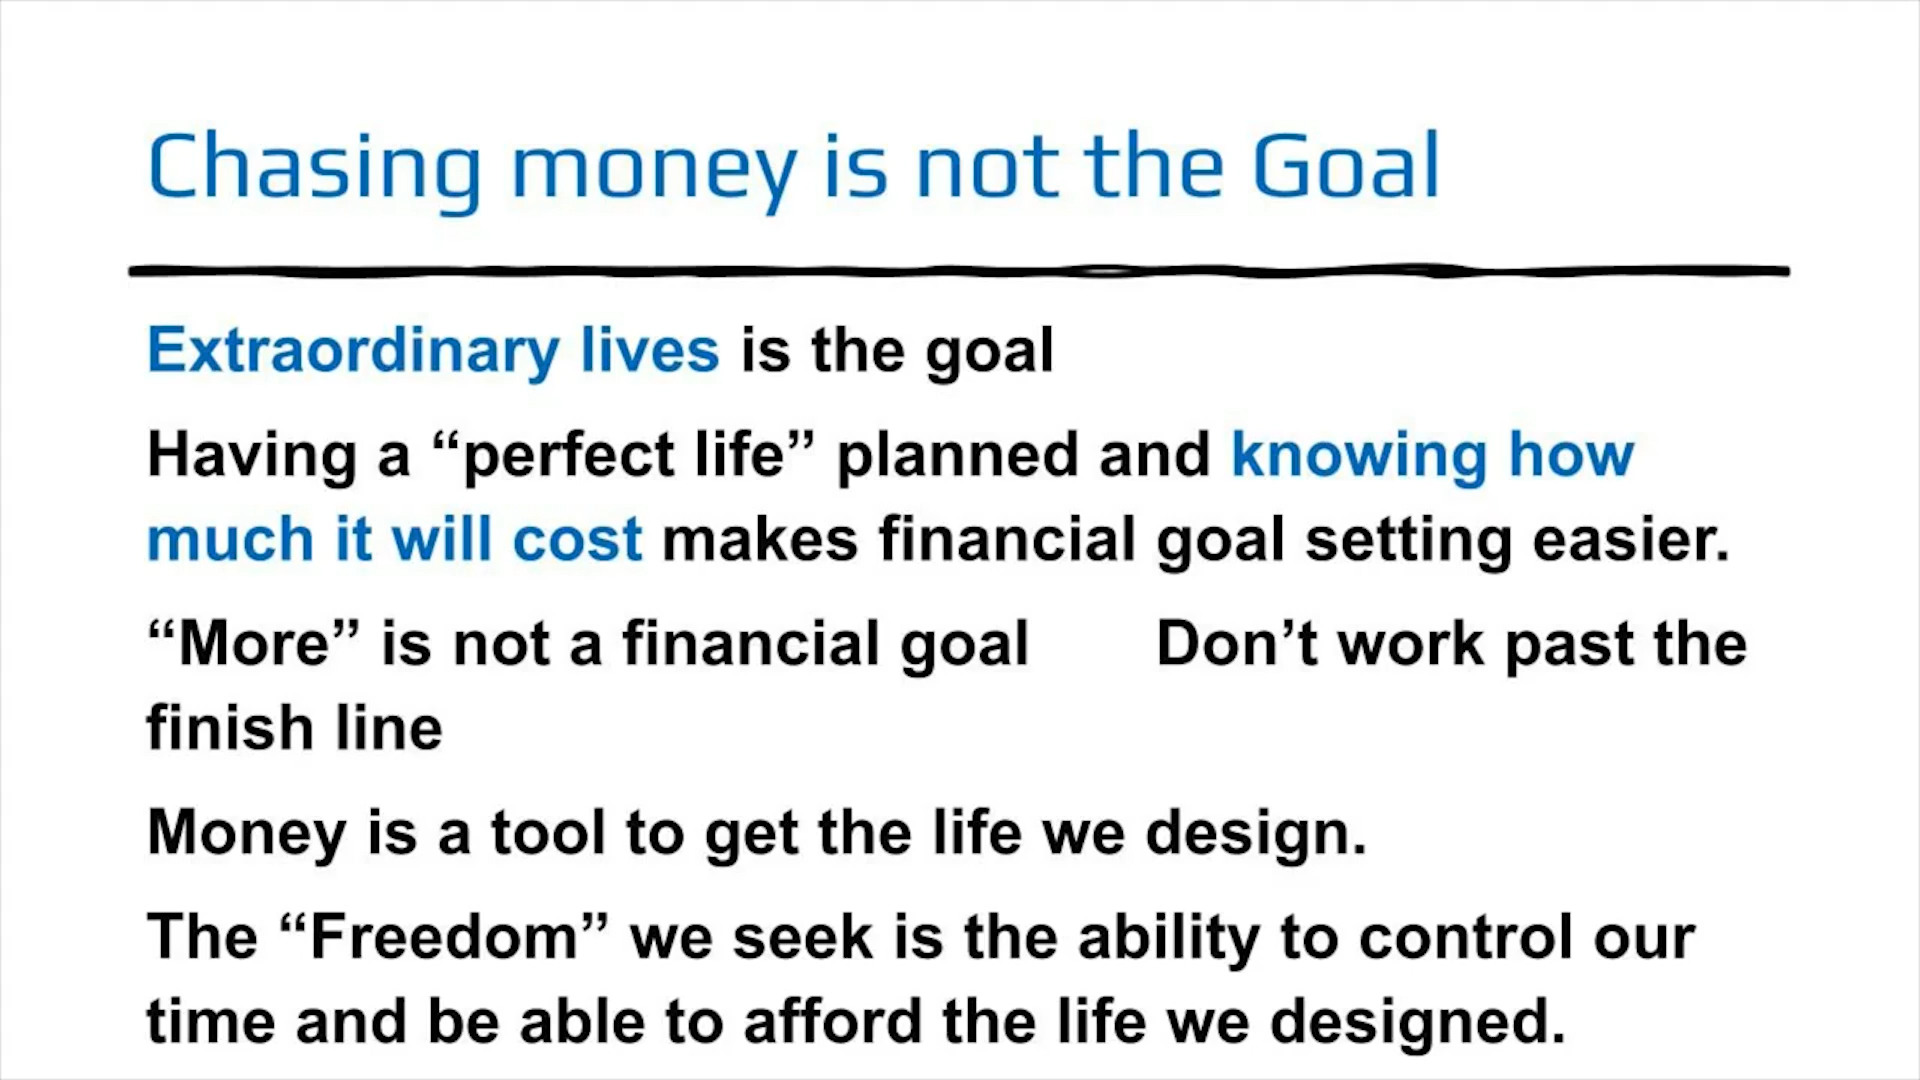 Chasing money is not the Goal
Extraordinary lives is the goal
Having a “perfect life” planned and knowing how
much it will cost makes financial goal setting easier.
“More” is not a financial goal Don’t work past the
finish line
Money is a tool to get the life we design.
The “Freedom” we seek is the ability to control our
time and be able to afford the life we designed.